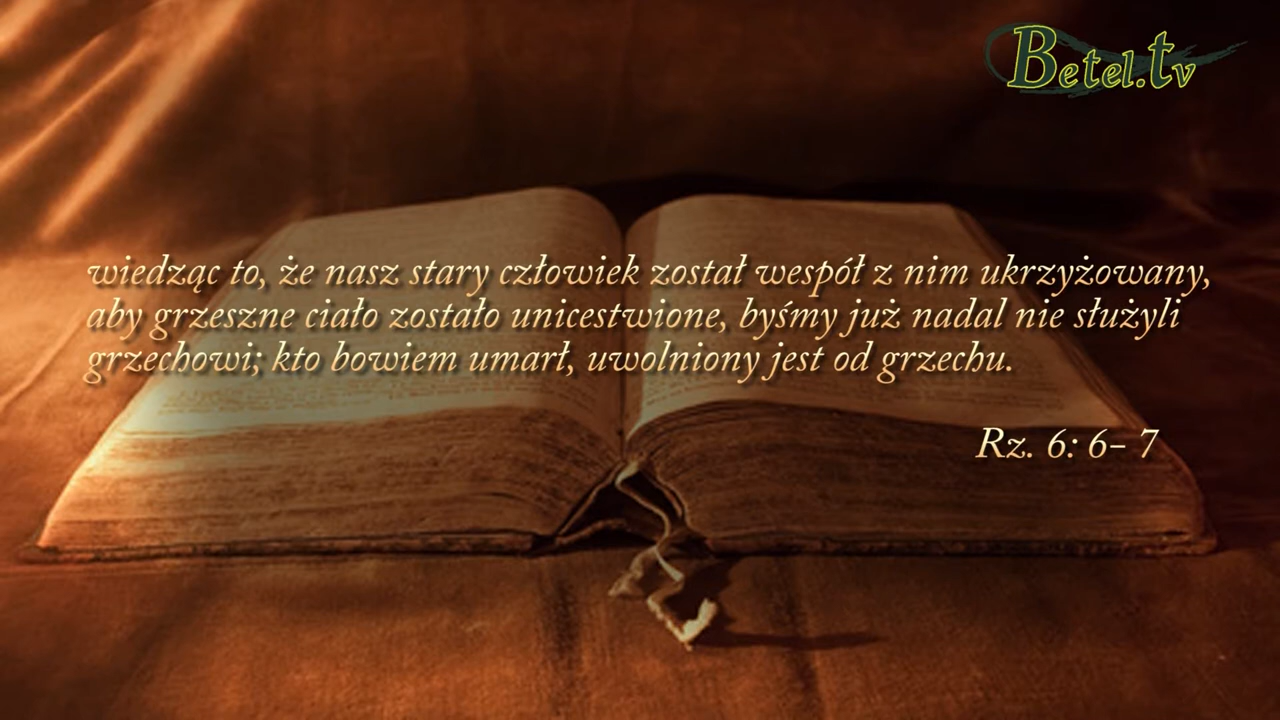 Betel.tv
wiedząc to, że nasz stary człowiek został wespół z nim ukrzyżowany,
aby grzeszne ciało zostało unicestwione, byśmy już nadal nie służyli
grzechowi; kto bowiem umarł, uwolniony jest od grzechu.
Rz. 6: 6– 7